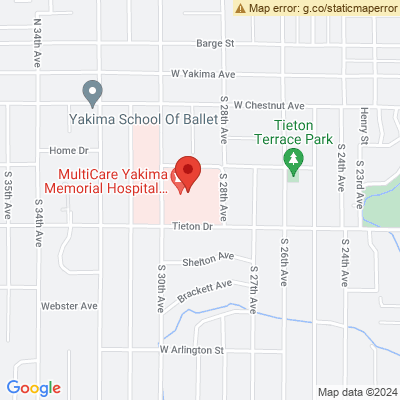 Map error: g.co/staticmaperror
N 34th Ave
Barge St
W Yakima Ave
S 28th Ave
W Chestnut Ave
Yakima School Of Ballet
Henry St
Tieton
Terrace Park
Home Dr
MultiCare Yakima
Memorial Hospital...
S 35th Ave
S 34th Ave
S 28th Ave
S 24th Ave
S 23rd Ave
Tieton Dr
Shelton Ave
S 30th Ave
S 27th Ave
S 26th Ave
S 24th Ave
Brackett Ave
Webster Ave
W Arlington St
Google
Map data ©2024